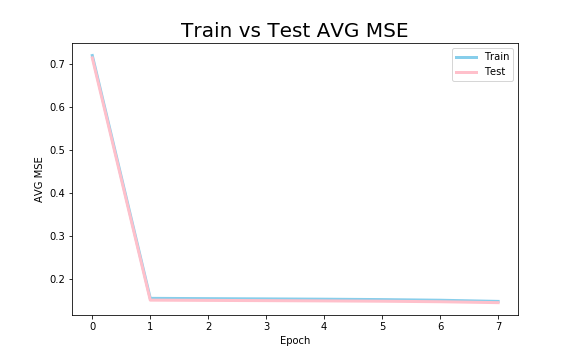 Train vs Test AVG MSE
Train
Test
0.7
0.6
0.5
0.4
0.3
0.2
AVG MSE
0 1 2 3 4 5 6 7
Epoch